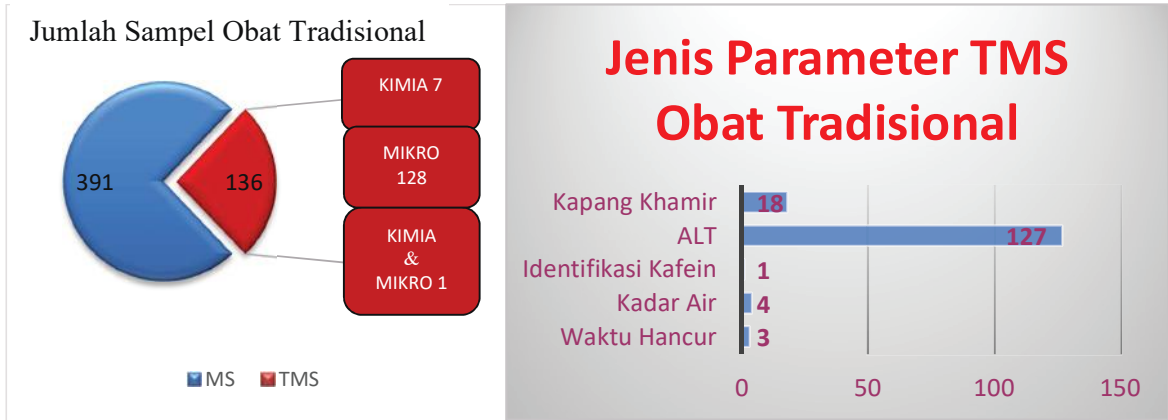 Jumlah Sampel Obat Tradisional
391
136
KIMIA 7
MIKRO
128
KIMIA
&
MIKRO 1
MS
TMS
Jenis Parameter TMS
Obat Tradisional
Kapang Khamir
18
ALT
127
Identifikasi Kafein
1
Kadar Air
4
Waktu Hancur
3
0
50
100
150